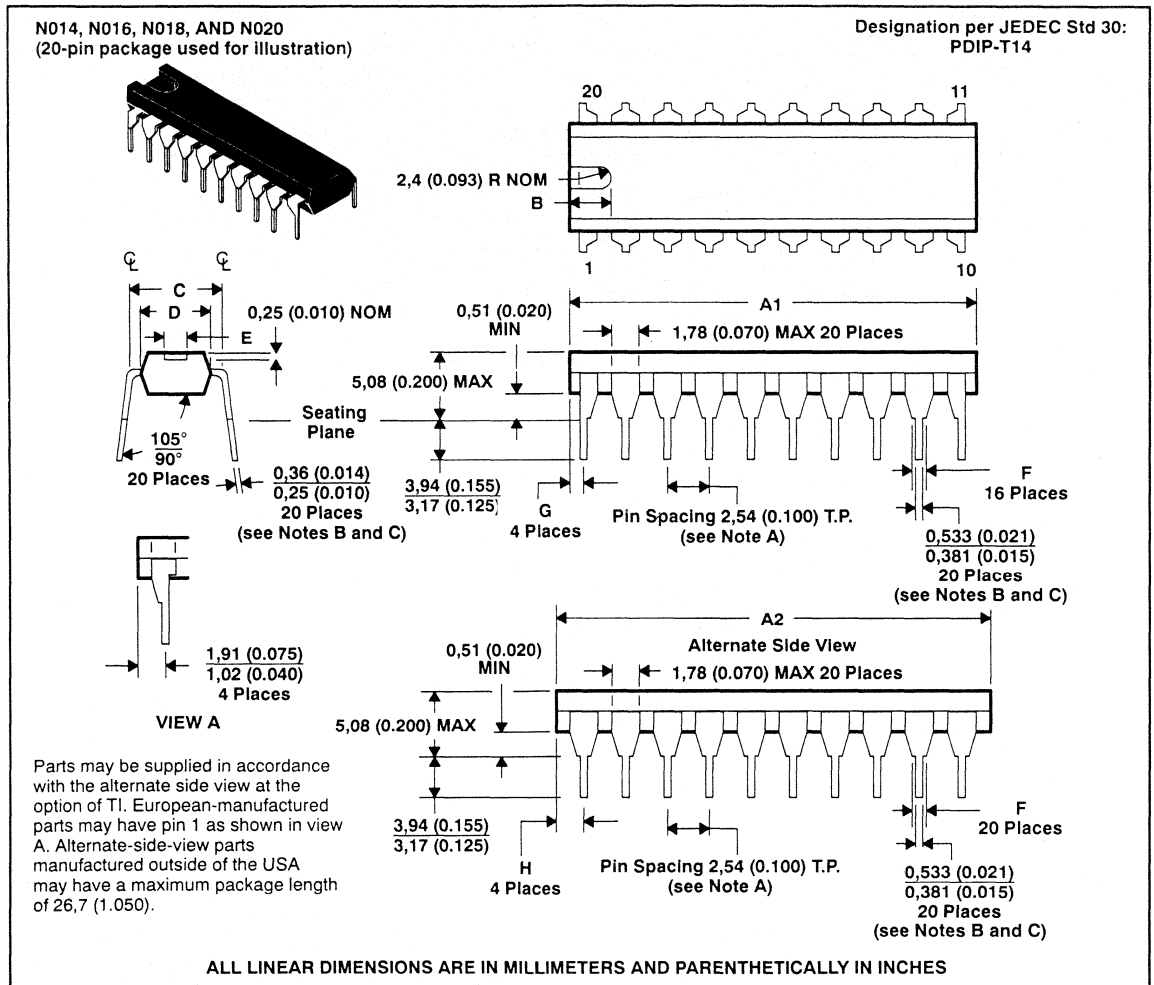 N014, N016, N018, AND N020
(20-pin package used for illustration)
Designation per JEDEC Std 30:
PDIP-T14
20
11
2,4 (0.093) R NOM
B
1
10
℄
℄
C
D
E
0,25 (0.010) NOM
105°
90°
20 Places
0,36 (0.014)
0,25 (0.010)
20 Places
(see Notes B and C)
Seating
Plane
A1
0,51 (0.020)
MIN
1,78 (0.070) MAX 20 Places
5,08 (0.200) MAX
3,94 (0.155)
3,17 (0.125)
G
4 Places
Pin Spacing 2,54 (0.100) T.P.
(see Note A)
F
16 Places
0,533 (0.021)
0,381 (0.015)
20 Places
(see Notes B and C)
1,91 (0.075)
1,02 (0.040)
4 Places
VIEW A
A2
Alternate Side View
0,51 (0.020)
MIN
1,78 (0.070) MAX 20 Places
5,08 (0.200) MAX
3,94 (0.155)
3,17 (0.125)
H
4 Places
Pin Spacing 2,54 (0.100) T.P.
(see Note A)
F
20 Places
0,533 (0.021)
0,381 (0.015)
20 Places
(see Notes B and C)
Parts may be supplied in accordance
with the alternate side view at the
option of TI. European-manufactured
parts may have pin 1 as shown in view
A. Alternate-side-view parts
manufactured outside of the USA
may have a maximum package length
of 26,7 (1.050).
ALL LINEAR DIMENSIONS ARE IN MILLIMETERS AND PARENTHETICALLY IN INCHES